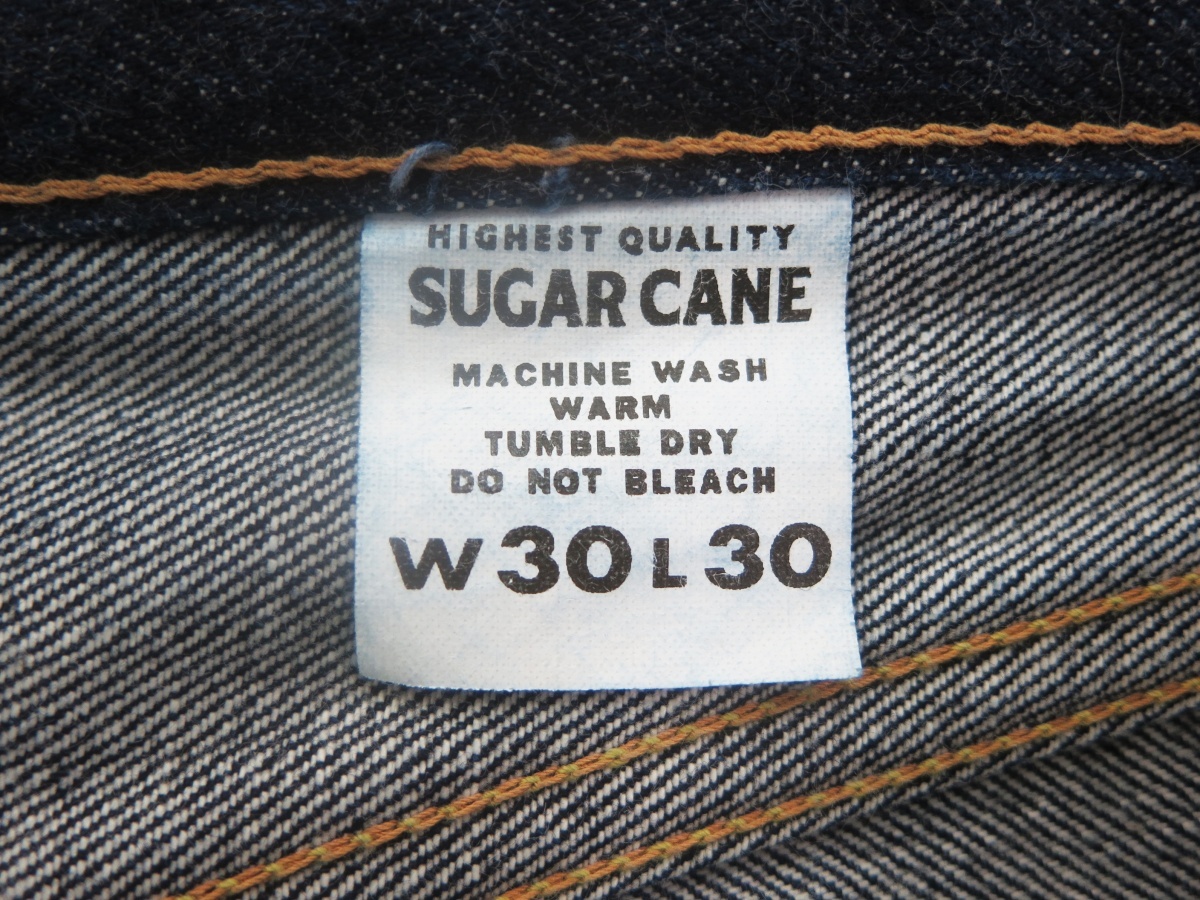 HIGHEST QUALITY
SUGAR CANE
MACHINE WASH
WARM
TUMBLE DRY
DO NOT BLEACH
W 30 L 30